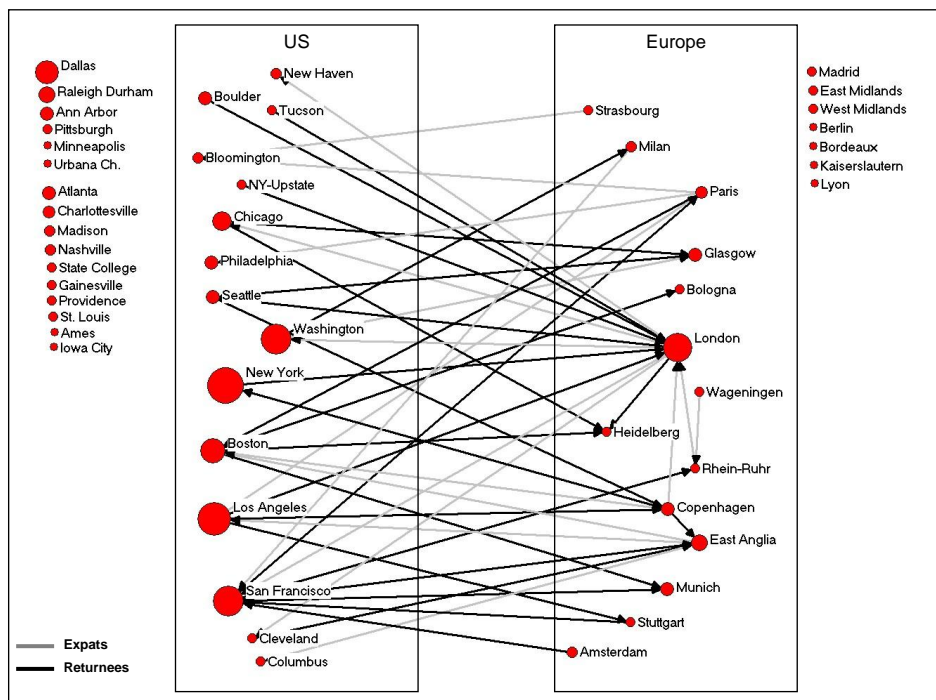 US
Europe
Dallas
Raleigh Durham
Ann Arbor
Pittsburgh
Minneapolis
Urbana Ch.
Atlanta
Charlottesville
Madison
Nashville
State College
Gainesville
Providence
St. Louis
Ames
Iowa City
New Haven
Boulder
Tucson
Bloomington
NY-Upstate
Chicago
Philadelphia
Seattle
Washington
New York
Boston
Los Angeles
San Francisco
Cleveland
Columbus
Strasbourg
Milan
Paris
Glasgow
Bologna
London
Wageningen
Heidelberg
Rhein-Ruhr
Copenhagen
East Anglia
Munich
Stuttgart
Amsterdam
Madrid
East Midlands
West Midlands
Berlin
Bordeaux
Kaiserslautern
Lyon
Expats
Returnees